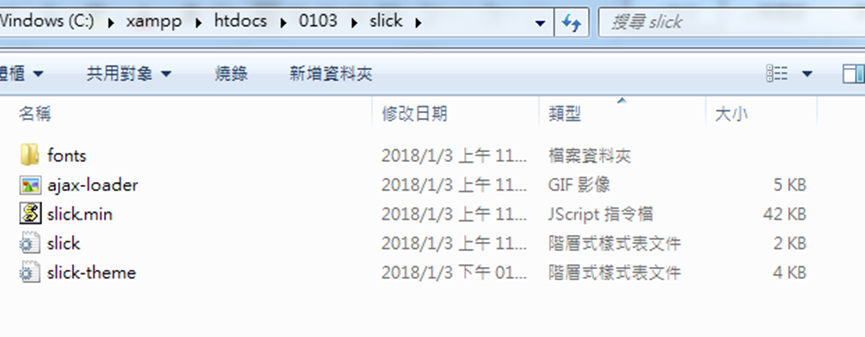 Windows (C:) ▸ xampp ▸ htdocs ▸ 0103 ▸ slick ▸ 搜尋 slick
體櫃 共用對象 燒錄 新增資料夾
名稱 修改日期 類型 大小
fonts 2018/1/3 上午 11... 檔案資料夾
ajax-loader 2018/1/3 上午 11... GIF 影像 5 KB
slick.min 2018/1/3 上午 11... JScript 指令檔 42 KB
slick 2018/1/3 上午 11... 階層式樣式表文件 2 KB
slick-theme 2018/1/3 下午 01... 階層式樣式表文件 4 KB